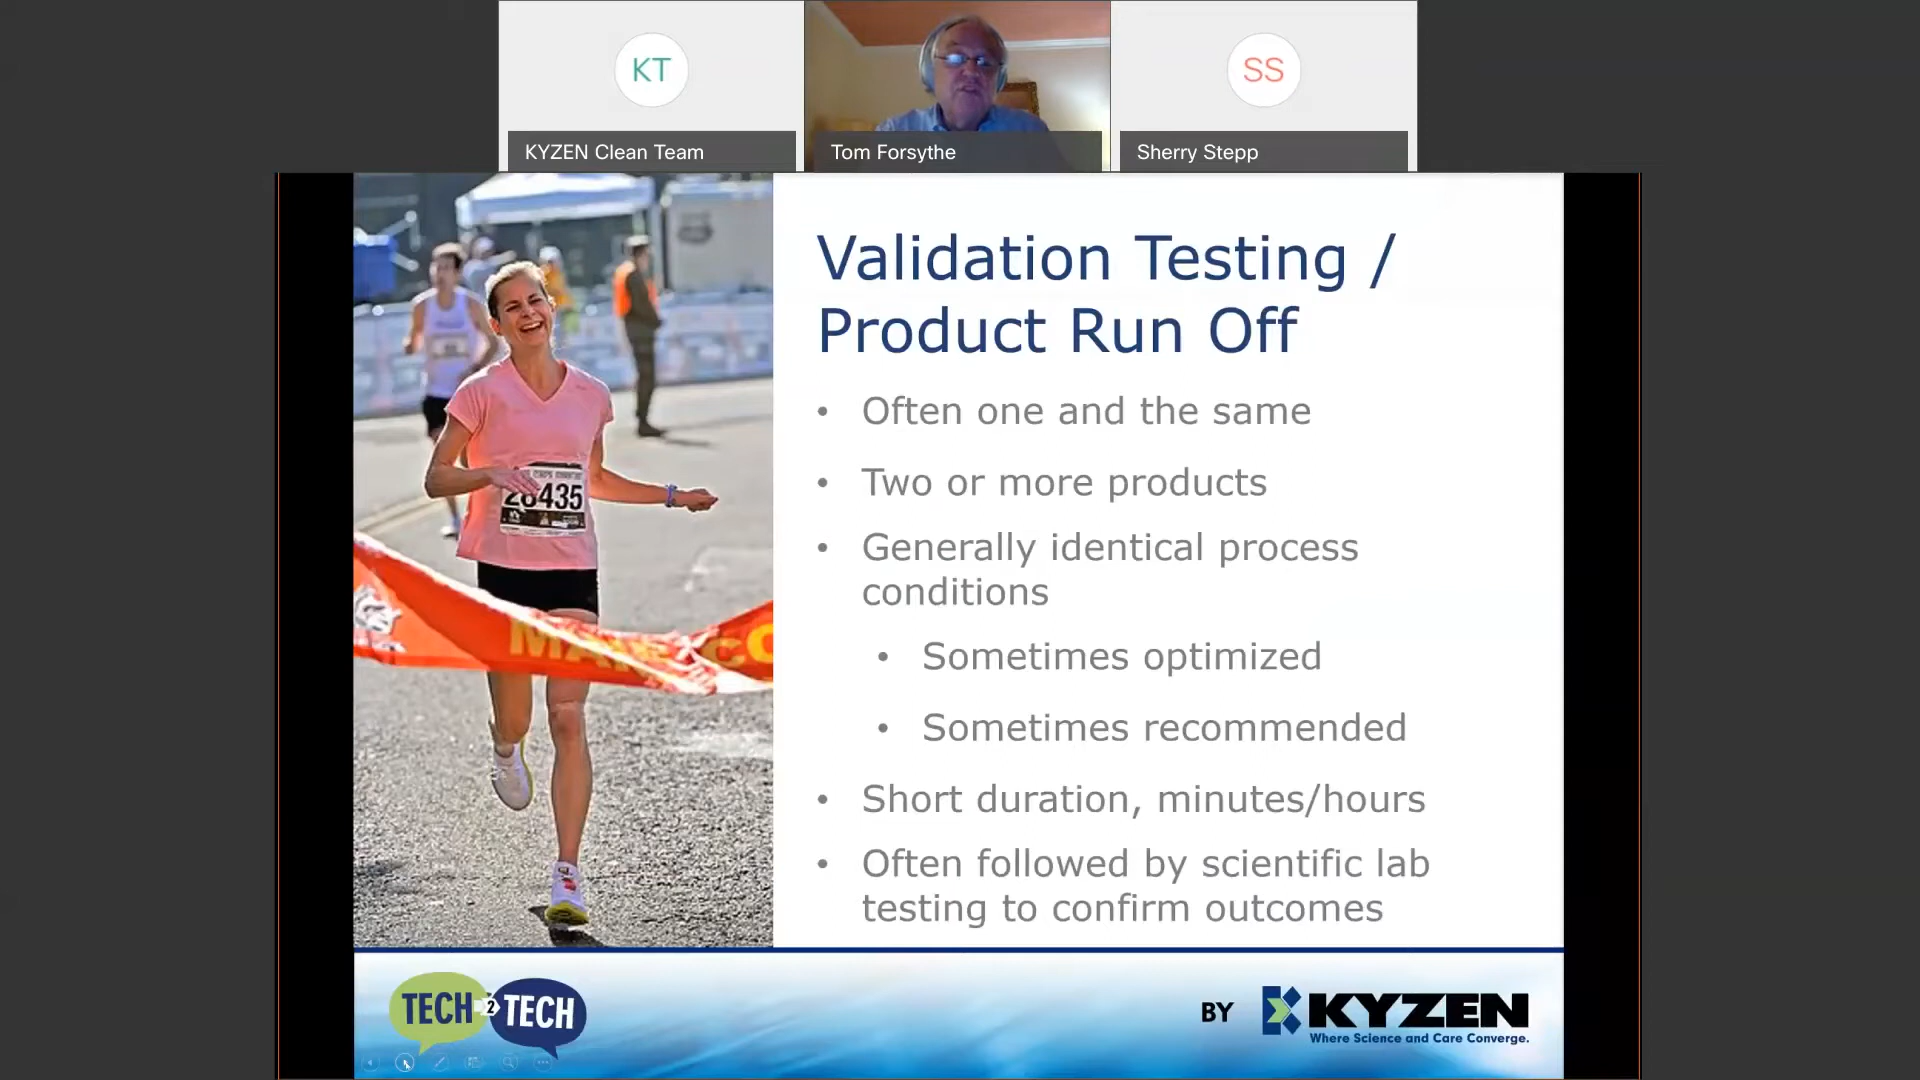 KT
SS
KYZEN Clean Team
Tom Forsythe
Sherry Stepp
Validation Testing /
Product Run Off
• Often one and the same
• Two or more products
• Generally identical process
conditions
• Sometimes optimized
• Sometimes recommended
• Short duration, minutes/hours
• Often followed by scientific lab
testing to confirm outcomes
TECH 2 TECH
BY KYZEN
Where Science and Care Converge.